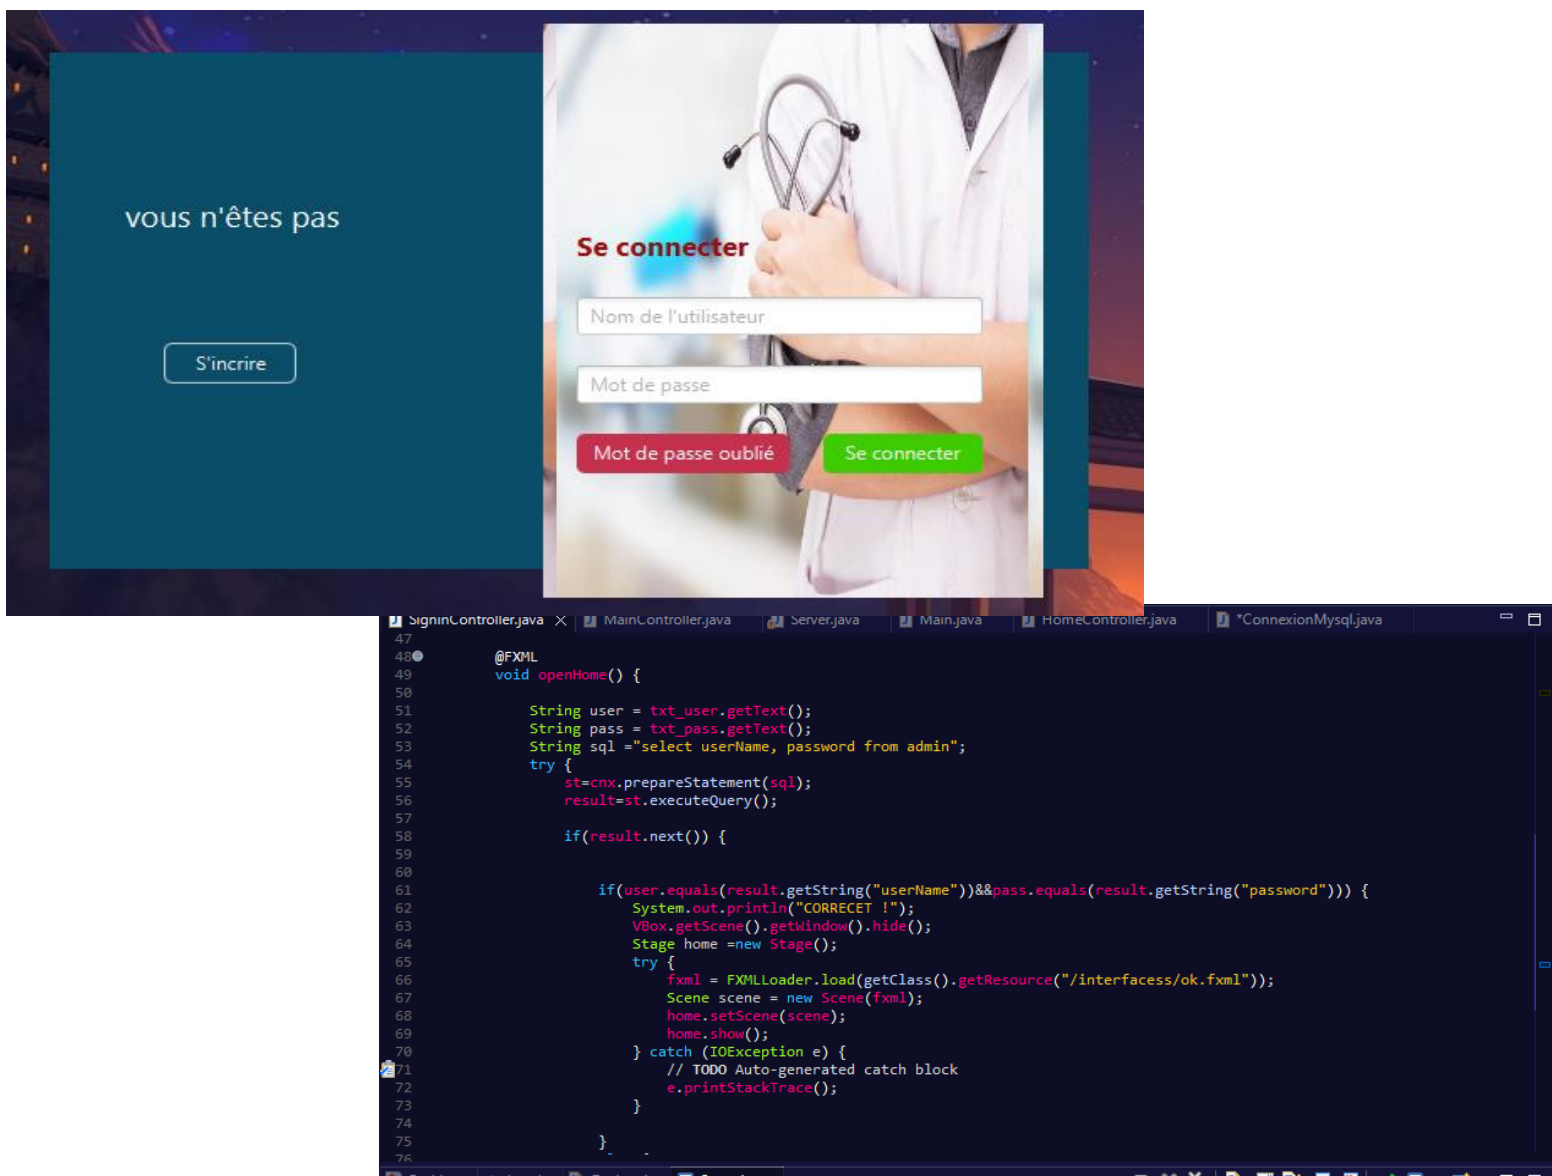 vous n'êtes pas
S'incrire
Se connecter
Nom de l'utilisateur
Mot de passe
Mot de passe oublié
Se connecter
SigninController.java MainController.java Server.java Main.java HomeController.java *ConnexionMysql.java
47
48 @FXML
49 void openHome() {
50
51 String user = txt_user.getText();
52 String pass = txt_pass.getText();
53 String sql ="select userName, password from admin";
54 try {
55 st=cnx.prepareStatement(sql);
56 result=st.executeQuery();
57
58 if(result.next()) {
59
60
61 if(user.equals(result.getString("userName"))&&pass.equals(result.getString("password"))) {
62 System.out.println("CORRECET !");
63 VBox.getScene().getWindow().hide();
64 Stage home =new Stage();
65 try {
66 fxml = FXMLLoader.load(getClass().getResource("/interfacess/ok.fxml"));
67 Scene scene = new Scene(fxml);
68 home.setScene(scene);
69 home.show();
70 } catch (IOException e) {
71 // TODO Auto-generated catch block
72 e.printStackTrace();
73 }
74
75 }
76